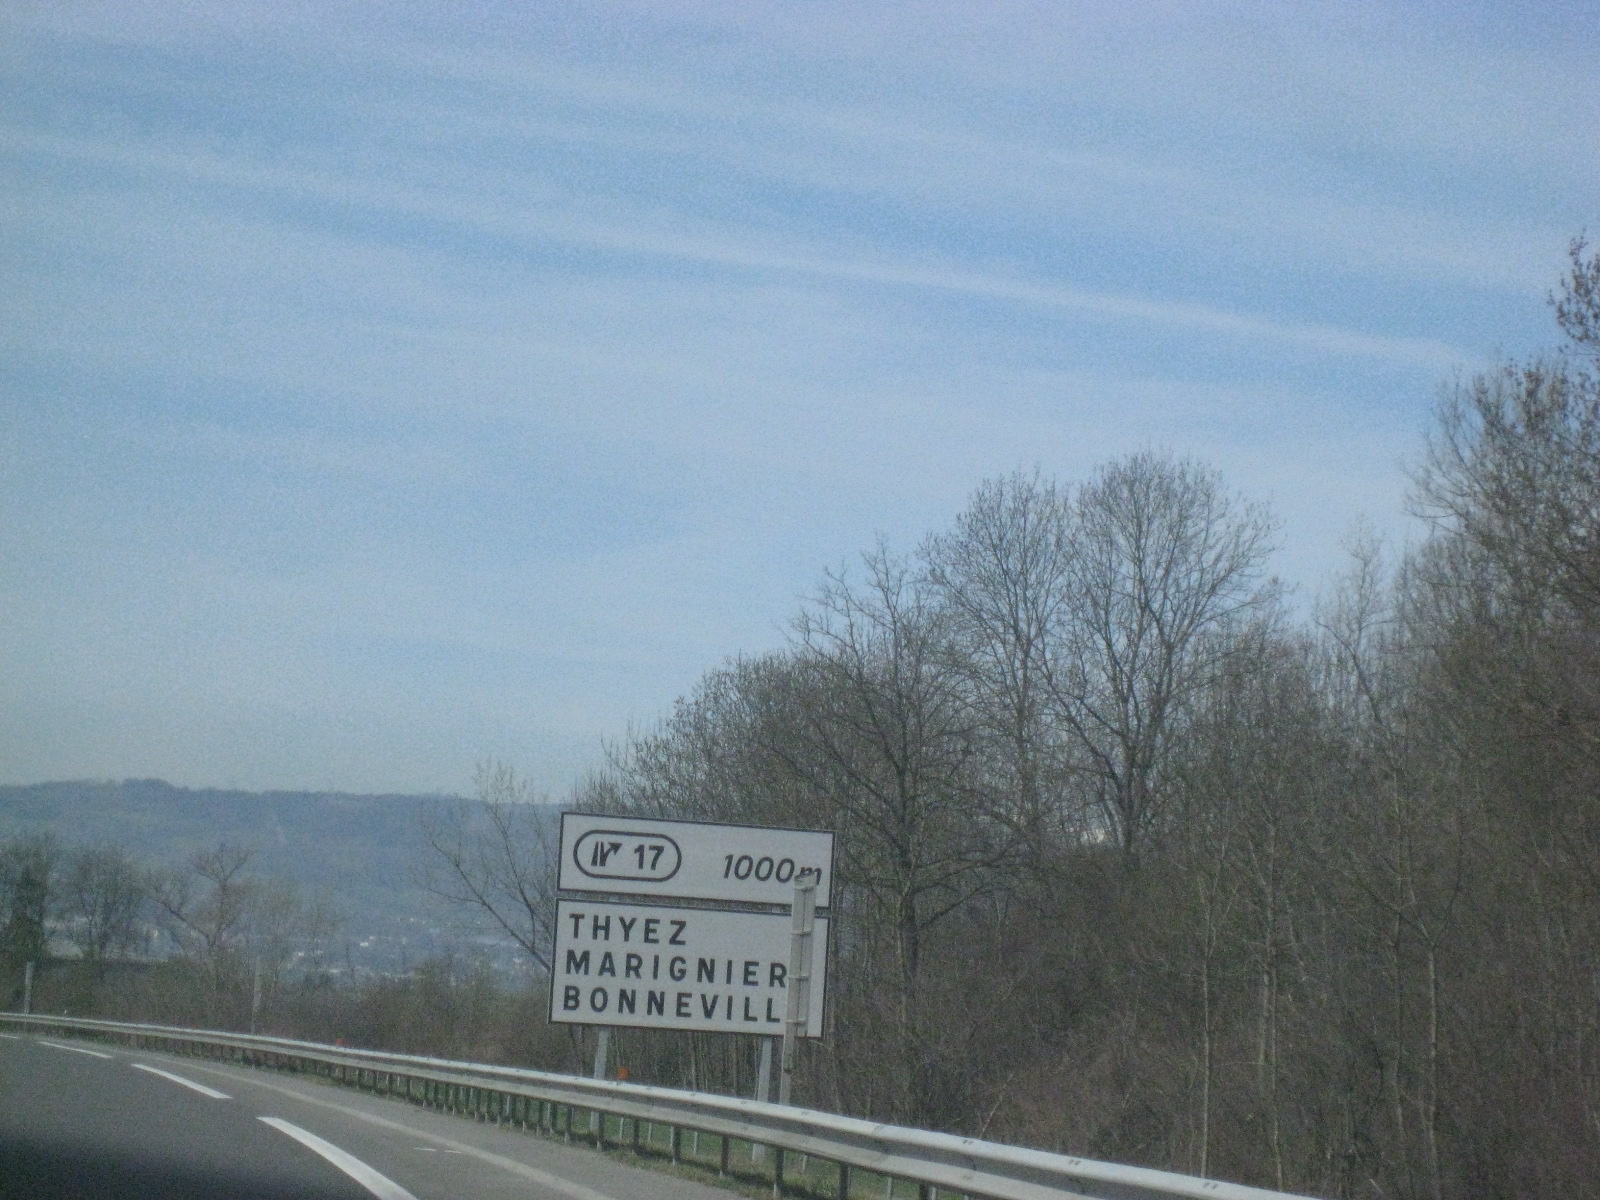 17 1000m
THYEZ
MARIGNIER
BONNEVILL